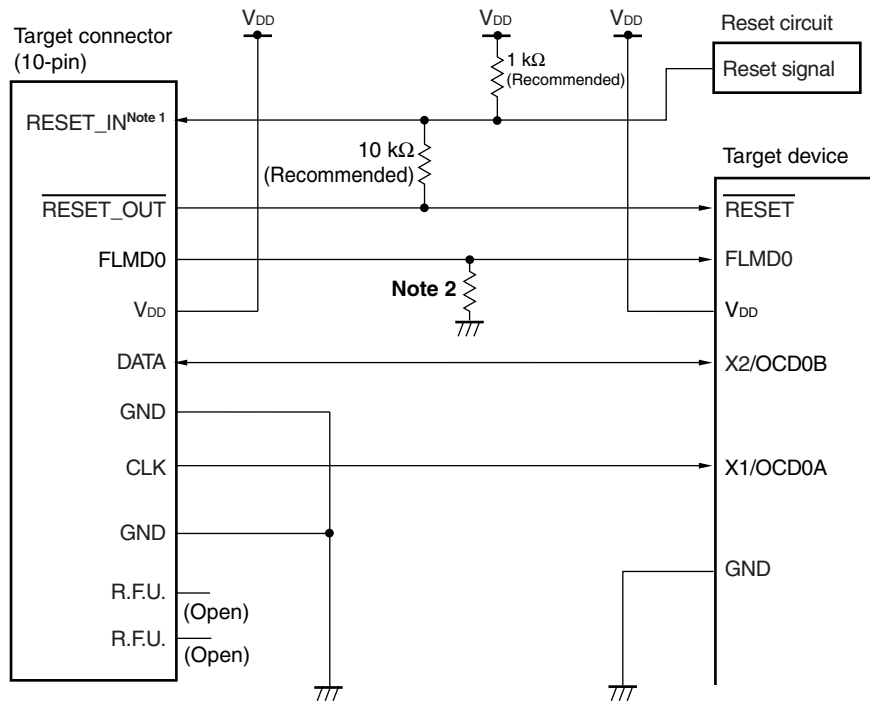 Target connector
(10-pin)
VDD
VDD
VDD
Reset circuit
Reset signal
1 kΩ
(Recommended)
RESET_IN Note 1
10 kΩ
(Recommended)
Target device
RESET_OUT
RESET
FLMD0
FLMD0
Note 2
VDD
VDD
DATA
X2/OCD0B
GND
CLK
X1/OCD0A
GND
GND
R.F.U.
(Open)
R.F.U.
(Open)